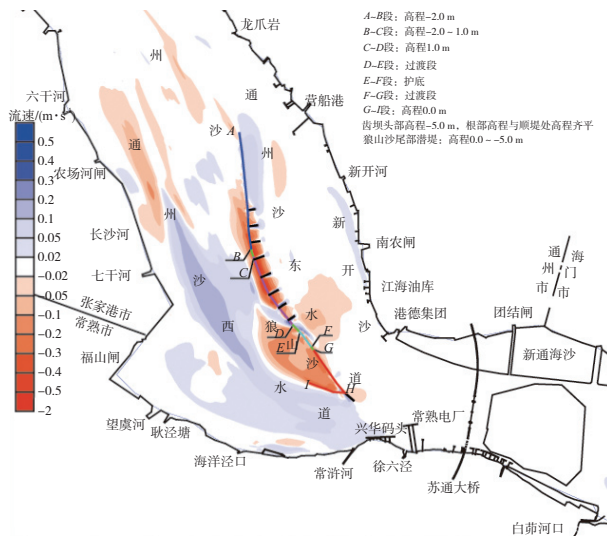 龙爪岩
A-B段：高程-2.0 m
B-C段：高程-2.0~1.0 m
C-D段：高程1.0 m
D-E段：过渡段
E-F段：护底
F-G段：过渡段
G-I段：高程0.0 m
齿坝头部高程-5.0 m，根部高程与顺堤处高程齐平
狼山沙尾部潜堤：高程0.0~-5.0 m
六干河
流速/(m·s
0.5
0.4
0.3
0.2
0.1
0.05
0.02
-0.02
-0.05
-0.1
-0.2
-0.3
-0.4
-0.5
-2
农场河闸
长沙河
七干河
张家港市
常熟市
福山闸
望虞河
耿泾塘
海洋泾口
常浒河
徐六泾
兴华码头
常熟电厂
苏通大桥
白茆河口
营船港
新开河
南农闸
江海油库
港德集团
团结闸
新通海沙
通州市
海门市
通州沙西水道
通州沙东水道
狼山沙
新开沙
A
B
C
D
E
F
G
H
I